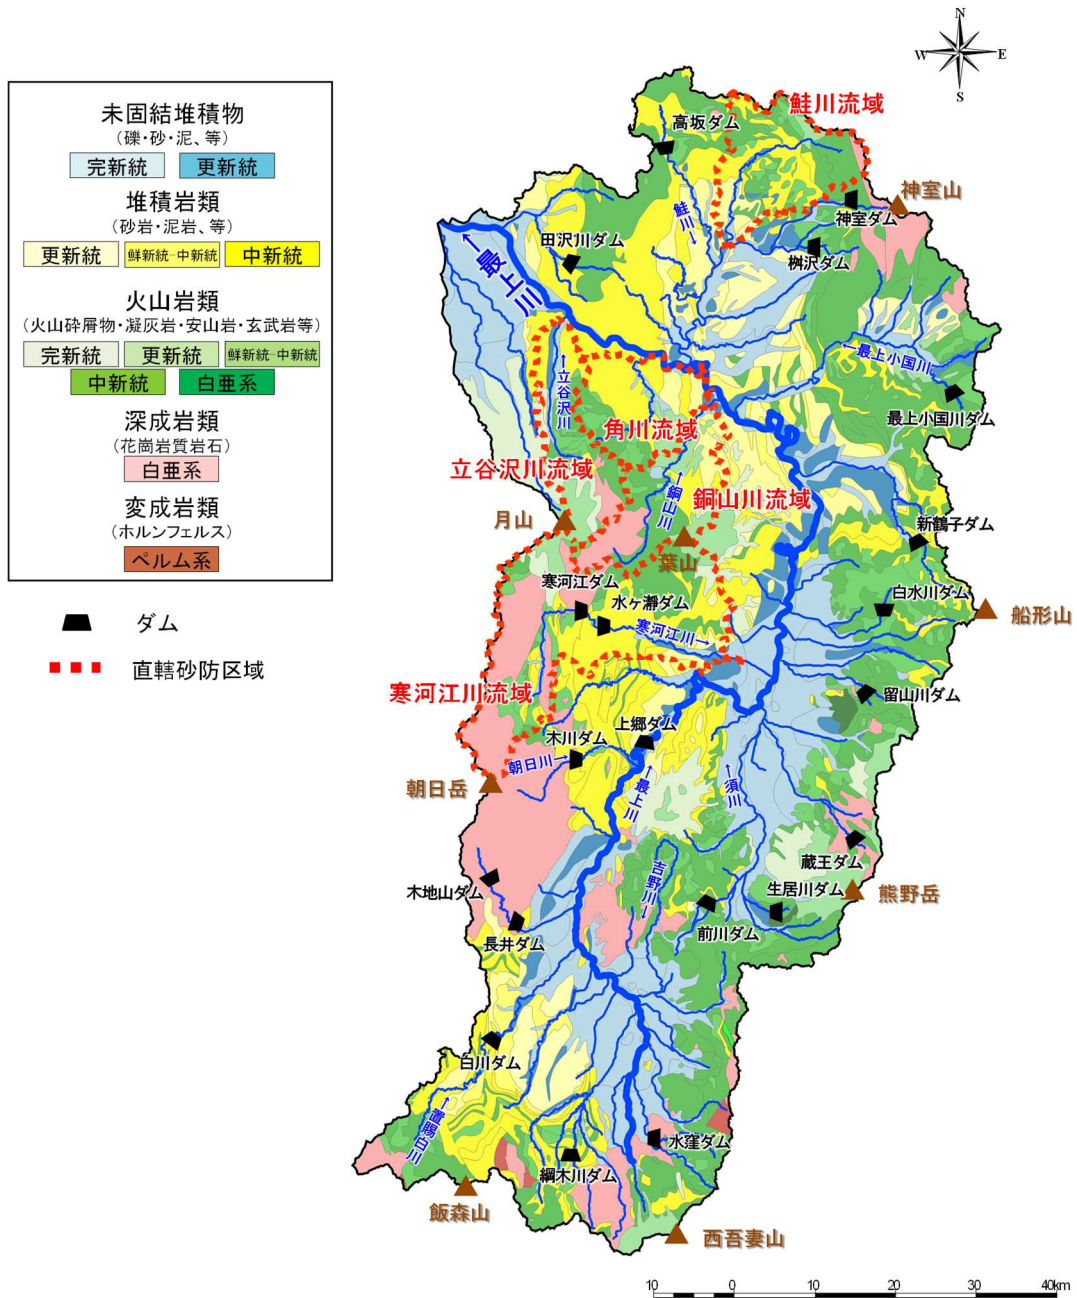 N
W
E
S
未固結堆積物
(礫・砂・泥、等)
完新統
更新統
堆積岩類
(砂岩・泥岩、等)
更新統
鮮新統-中新統
中新統
火山岩類
(火山砕屑物・凝灰岩・安山岩・玄武岩等)
完新統
更新統
鮮新統-中新統
中新統
白亜系
深成岩類
(花崗岩質岩石)
白亜系
変成岩類
(ホルンフェルス)
ペルム系
ダム
直轄砂防区域
鮭川流域
高坂ダム
神室山
神室ダム
鮭川→
田沢川ダム
桝沢ダム
←最上川
←最上小国川
最上小国川ダム
←立谷沢川
角川流域
立谷沢川流域
←銅山川
銅山川流域
月山
葉山
新鶴子ダム
寒河江ダム
水ヶ瀞ダム
白水川ダム
船形山
寒河江川→
寒河江川流域
留山川ダム
上郷ダム
木川ダム
朝日川→
←最上川
←須川
朝日岳
蔵王ダム
吉野川→
木地山ダム
生居川ダム
熊野岳
前川ダム
長井ダム
白川ダム
←置賜白川
水窪ダム
綱木川ダム
飯森山
西吾妻山
10
0
10
20
30
40km